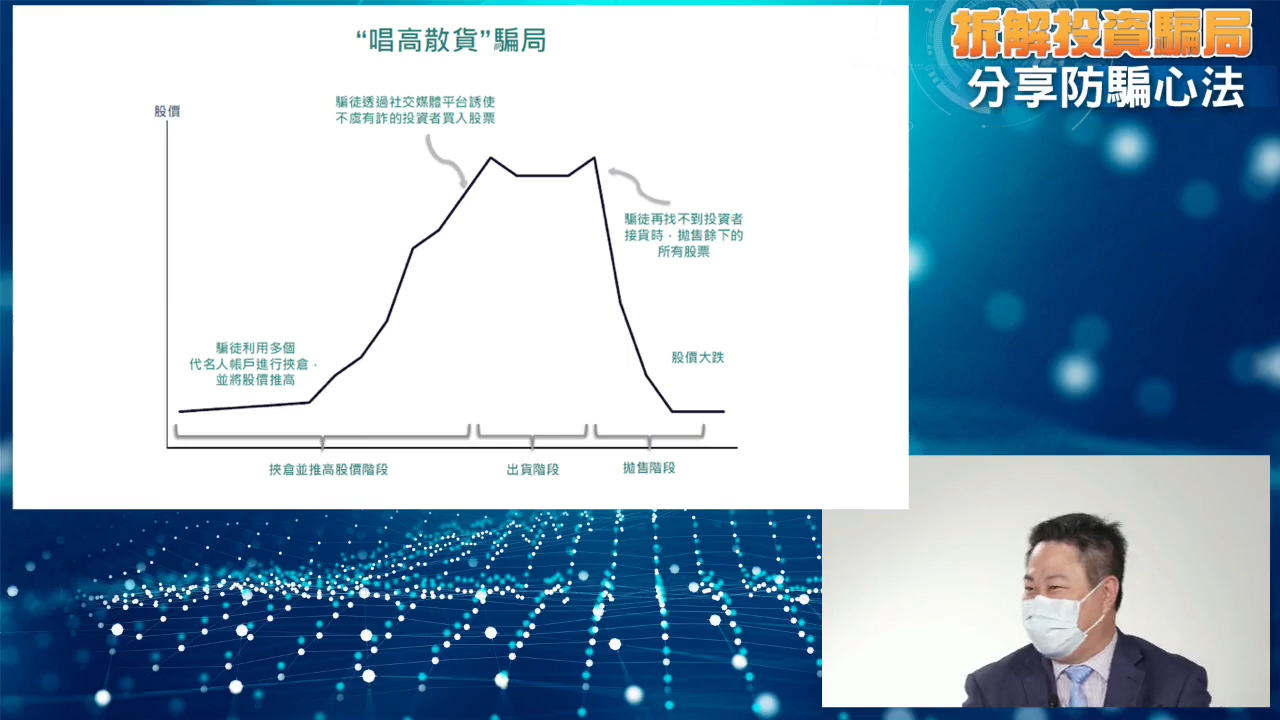 “唱高散貨”騙局
拆解投資騙局
分享防騙心法
股價
騙徒透過社交媒體平台誘使
不虞有詐的投資者買入股票
騙徒再找不到投資者
接貨時，拋售餘下的
所有股票
騙徒利用多個
代名人帳戶進行挾倉，
並將股價推高
股價大跌
挾倉並推高股價階段
出貨階段
拋售階段